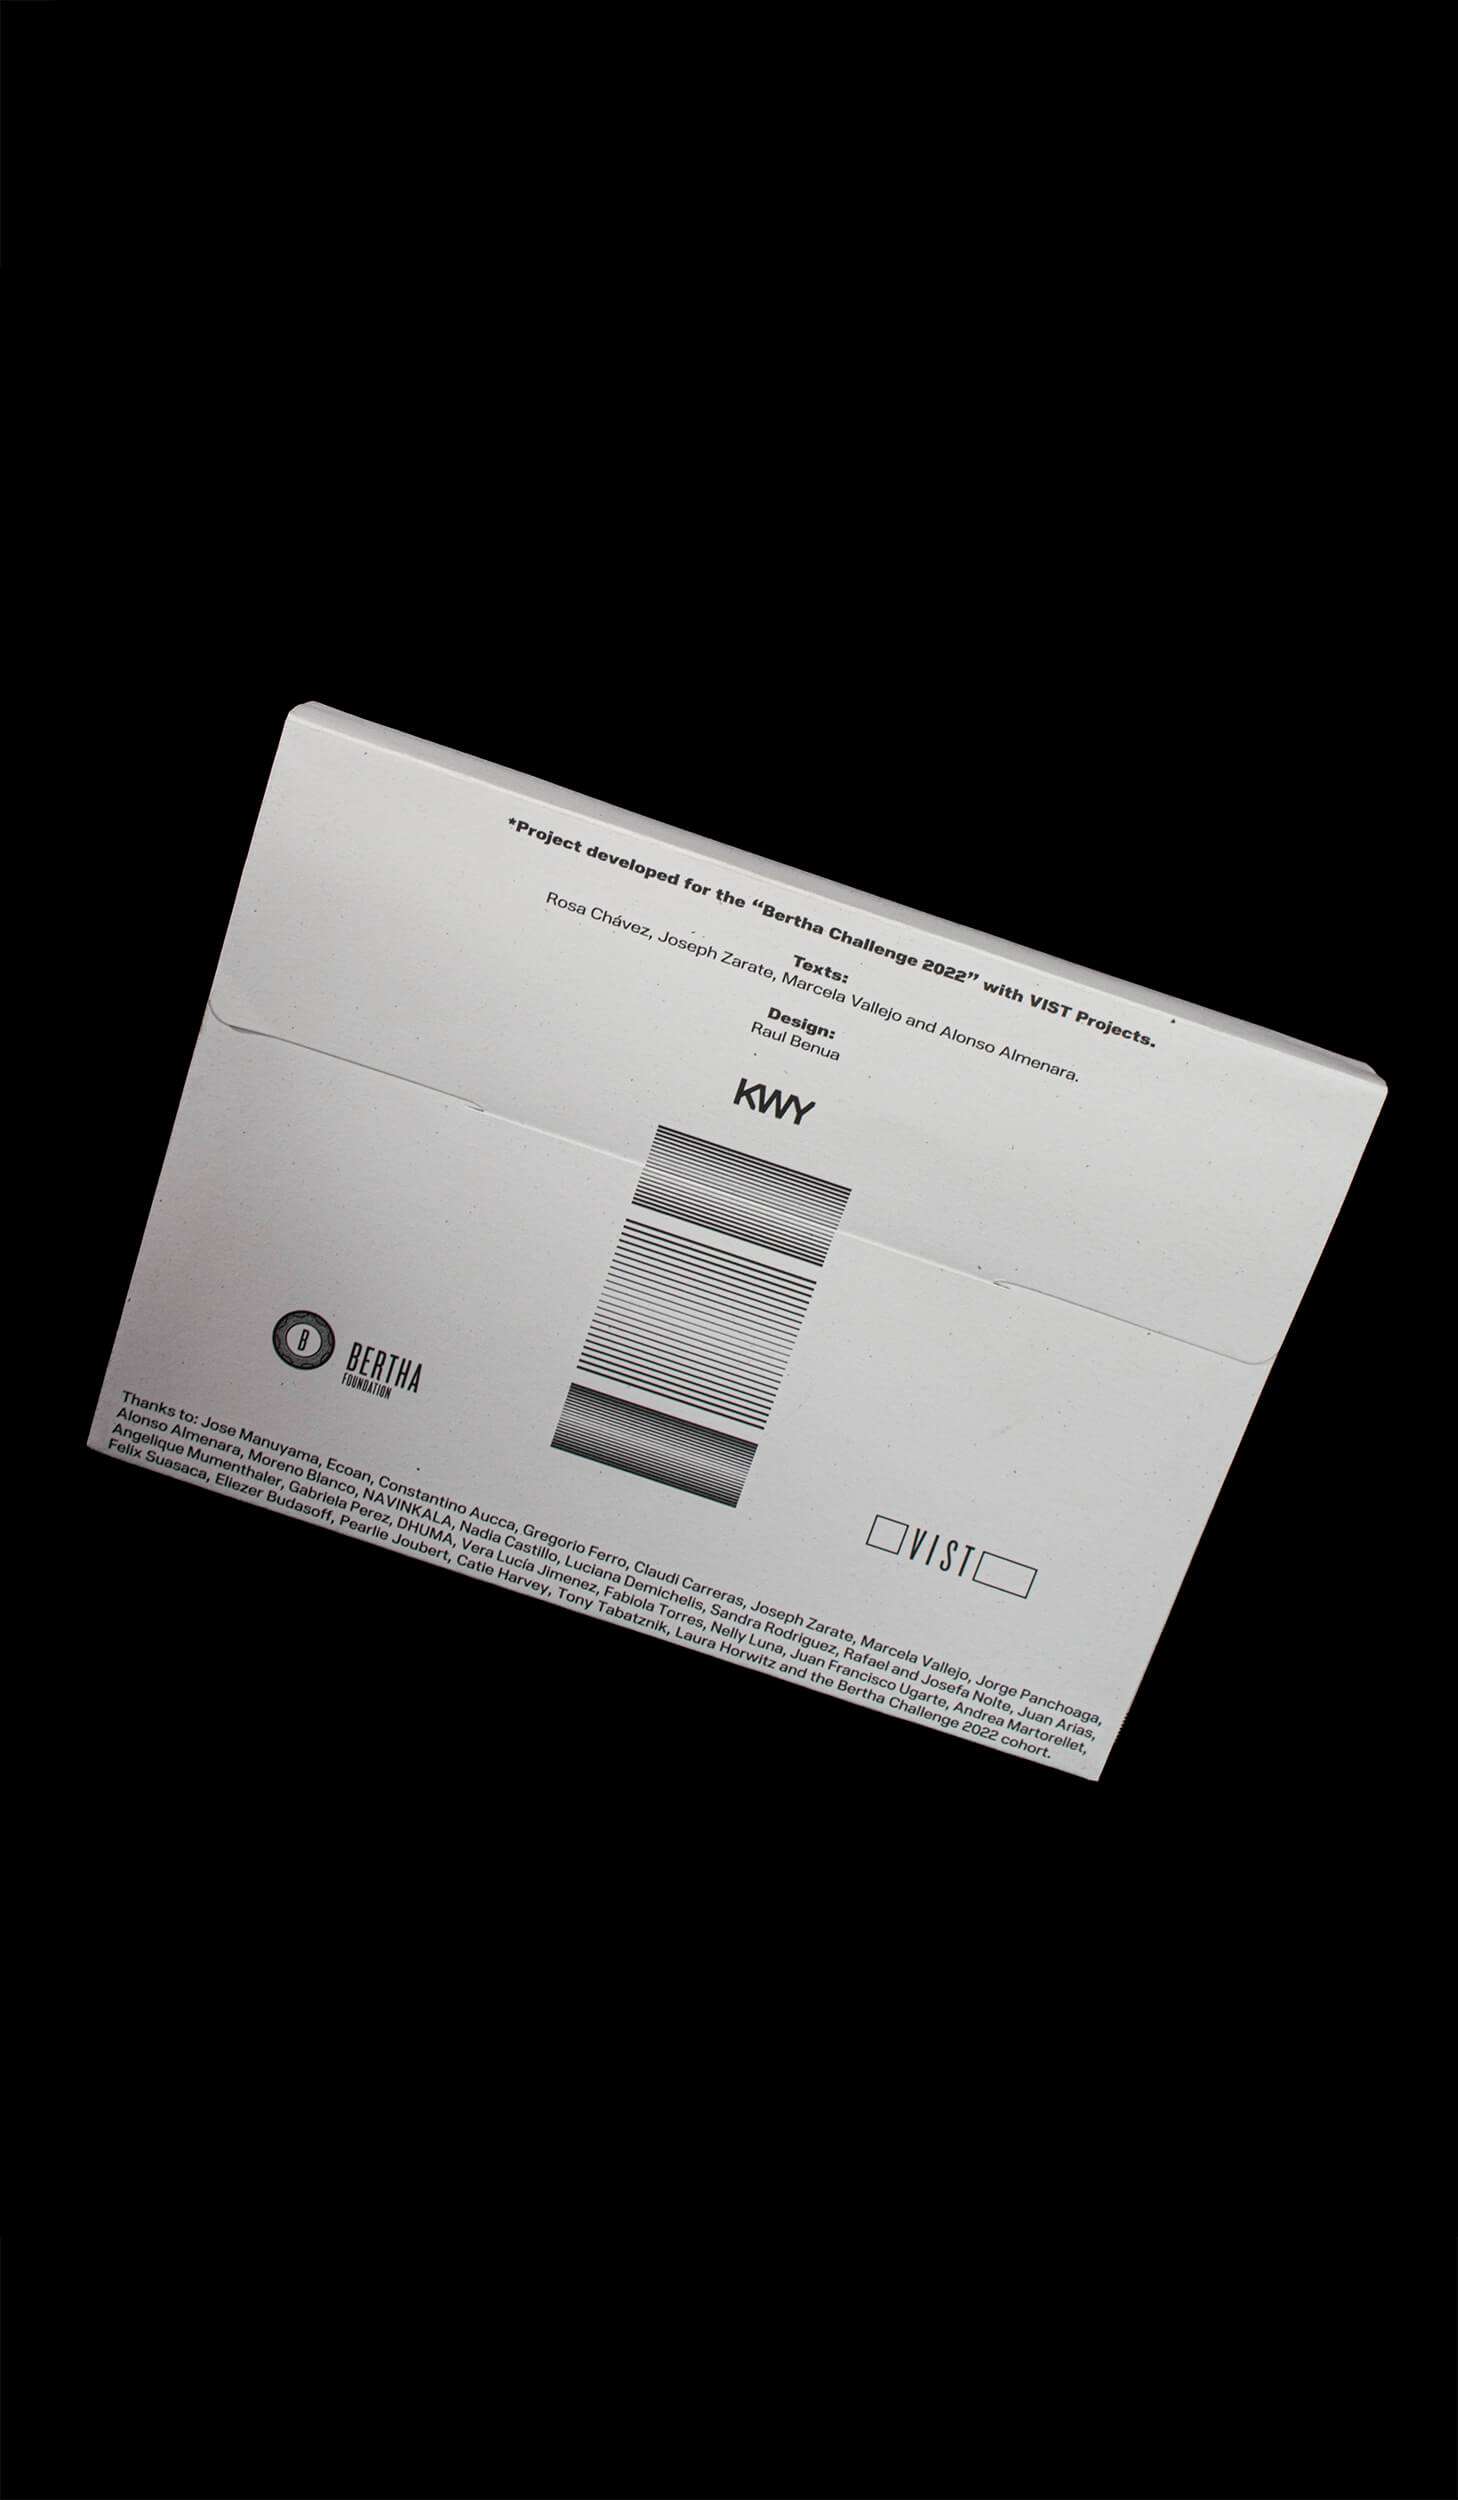 *Project developed for the “Bertha Challenge 2022” with VIST Projects.
Texts:
Rosa Chávez, Joseph Zarate, Marcela Vallejo and Alonso Almenara.
Design:
Raul Benua
KWY
B
BERTHA
FOUNDATION
VIST
Thanks to: Jose Manuyama, Ecoan, Constantino Aucca, Gregorio Ferro, Claudi Carreras, Joseph Zarate, Marcela Vallejo, Jorge Panchoaga,
Alonso Almenara, Moreno Blanco, NAVINKALA, Nadia Castillo, Luciana Demichelis, Sandra Rodriguez, Rafael and Josefa Nolte, Juan Arias,
Angelique Mumenthaler, Gabriela Perez, DHUMA, Vera Lucía Jimenez, Fabiola Torres, Nelly Luna, Juan Francisco Ugarte, Andrea Martorellet,
Felix Suasaca, Eliezer Budasoff, Pearlie Joubert, Catie Harvey, Tony Tabatznik, Laura Horwitz and the Bertha Challenge 2022 cohort.